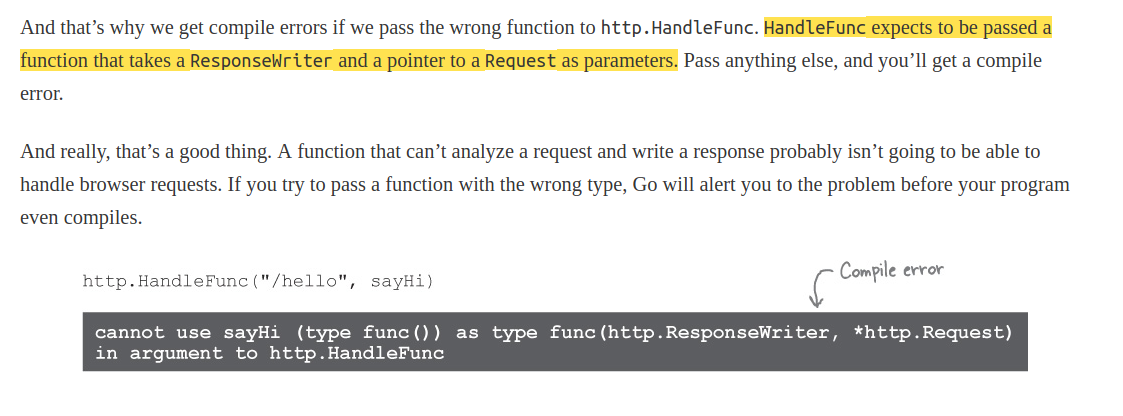 And that’s why we get compile errors if we pass the wrong function to http.HandleFunc. HandleFunc expects to be passed a
function that takes a ResponseWriter and a pointer to a Request as parameters. Pass anything else, and you’ll get a compile
error.
And really, that’s a good thing. A function that can’t analyze a request and write a response probably isn’t going to be able to
handle browser requests. If you try to pass a function with the wrong type, Go will alert you to the problem before your program
even compiles.
Compile error
http.HandleFunc("/hello", sayHi)
cannot use sayHi (type func()) as type func(http.ResponseWriter, *http.Request)
in argument to http.HandleFunc